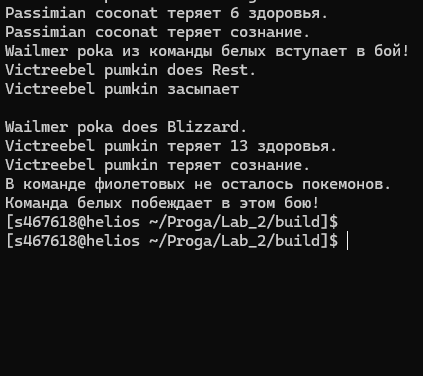 Passimian coconat теряет 6 здоровья.
Passimian coconat теряет сознание.
Wailmer poka из команды белых вступает в бой!
Victreebel pumkin does Rest.
Victreebel pumkin засыпает
Wailmer poka does Blizzard.
Victreebel pumkin теряет 13 здоровья.
Victreebel pumkin теряет сознание.
В команде фиолетовых не осталось покемонов.
Команда белых побеждает в этом бою!
[s467618@helios ~/Proga/Lab_2/build]$
[s467618@helios ~/Proga/Lab_2/build]$